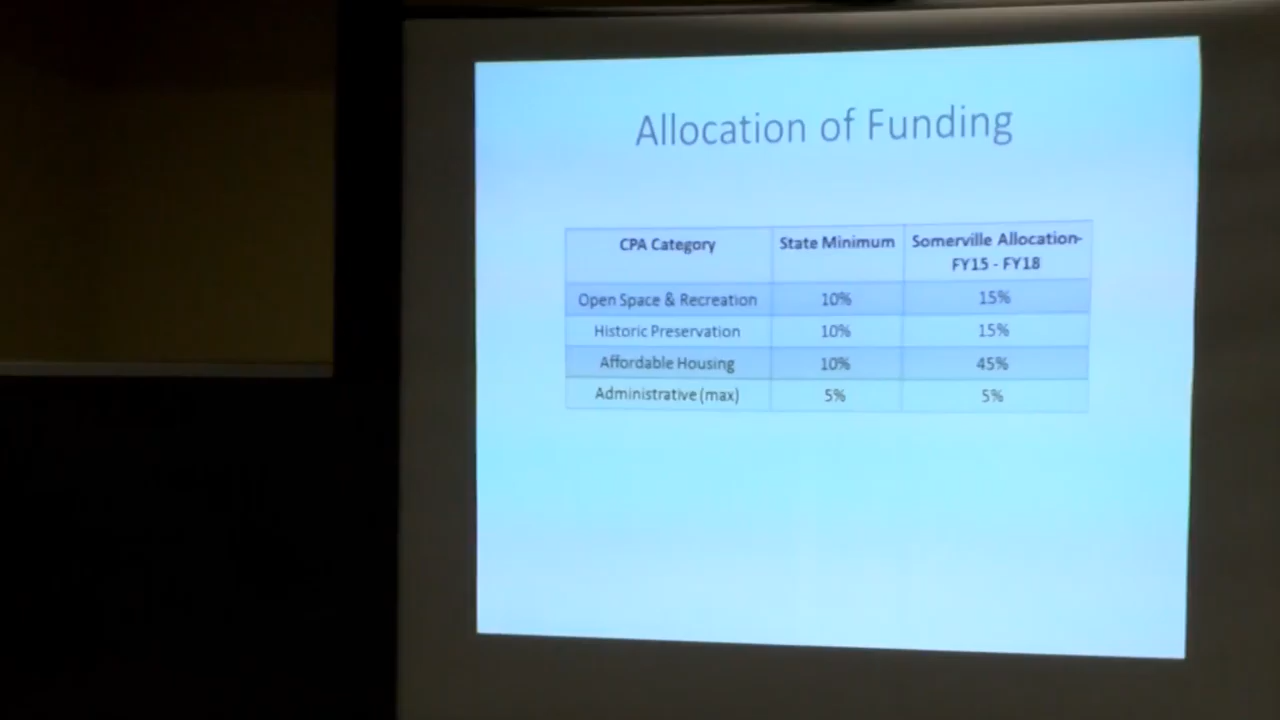 Allocation of Funding
CPA Category State Minimum Somerville Allocation-
FY15 - FY18
Open Space & Recreation 10% 15%
Historic Preservation 10% 15%
Affordable Housing 10% 45%
Administrative (max) 5% 5%